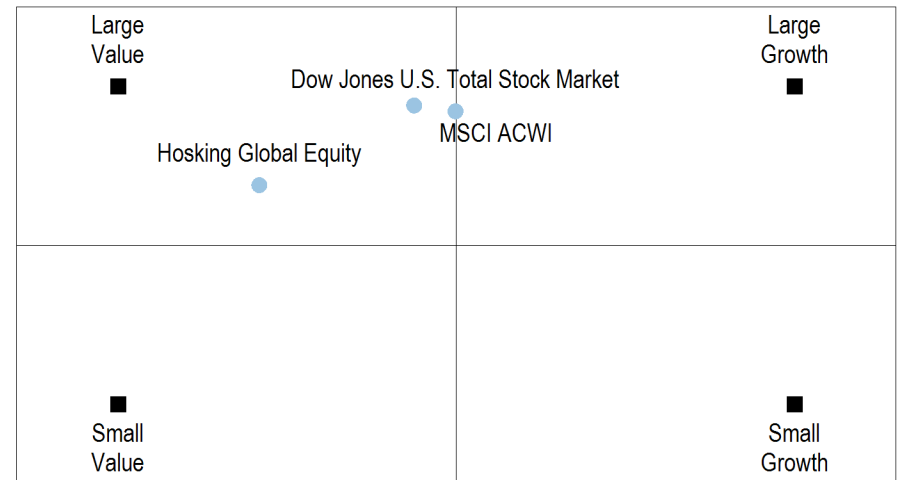 Large
Value
Large
Growth
Dow Jones U.S. Total Stock Market
MSCI ACWI
Hosking Global Equity
Small
Value
Small
Growth